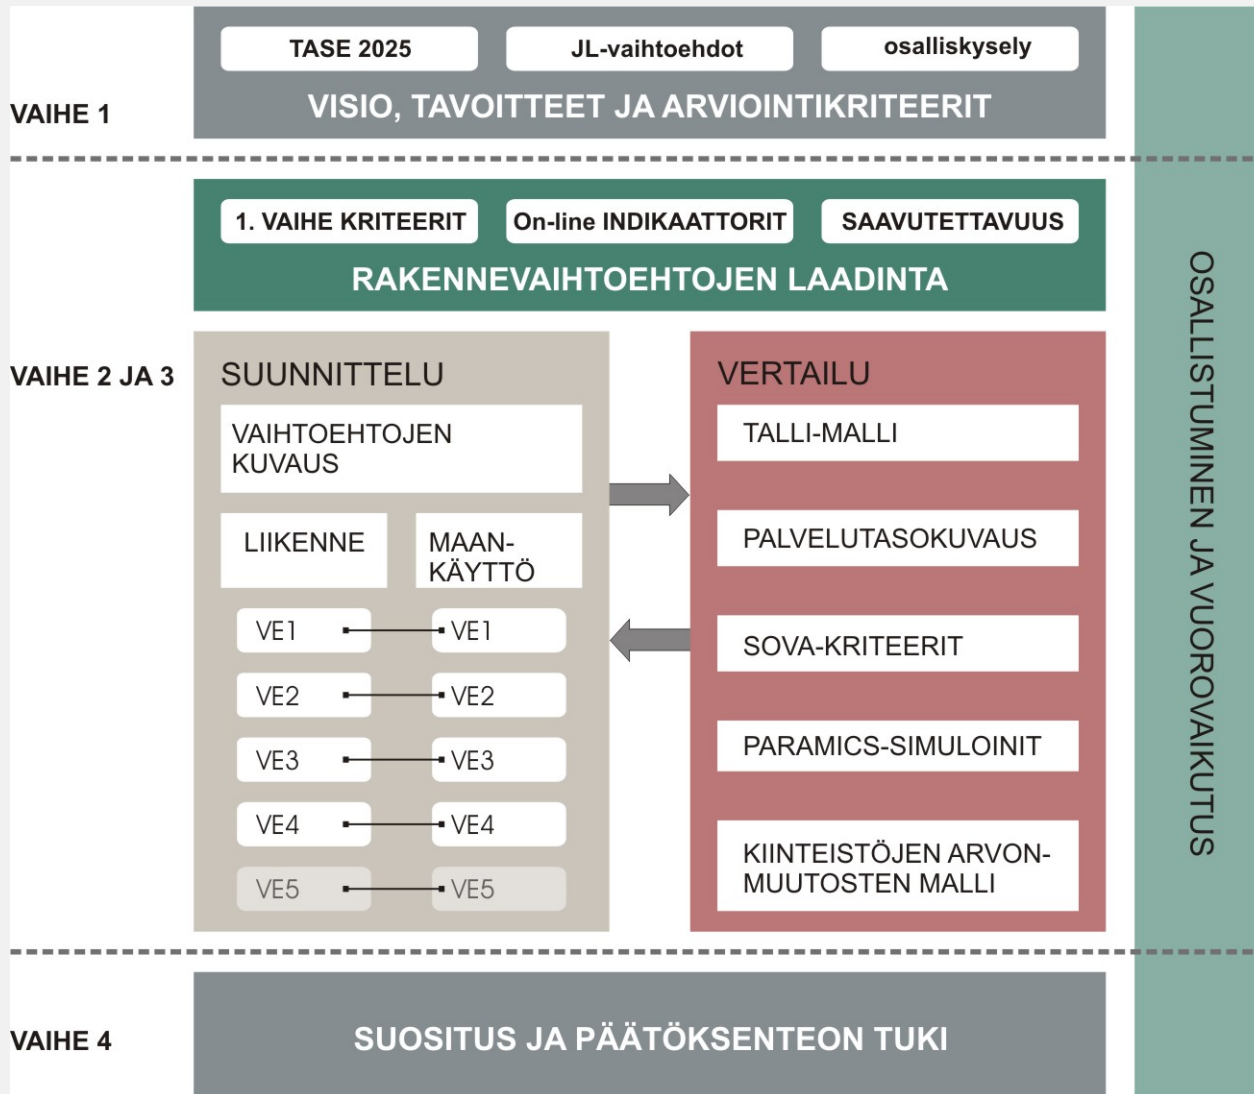 TASE 2025
JL-vaihtoehdot
osalliskysely
VAIHE 1
VISIO, TAVOITTEET JA ARVIOINTIKRITEERIT
1. VAIHE KRITEERIT
On-line INDIKAATTORIT
SAAVUTETTAVUUS
RAKENNEVAIHTOEHTOJEN LAADINTA
VAIHE 2 JA 3
SUUNNITTELU
VAIHTOEHTOJEN
KUVAUS
LIIKENNE
MAAN-
KÄYTTÖ
VE1
VE1
VE2
VE2
VE3
VE3
VE4
VE4
VE5
VE5
VERTAILU
TALLI-MALLI
PALVELUTASOKUVAUS
SOVA-KRITEERIT
PARAMICS-SIMULOINIT
KIINTEISTÖJEN ARVON-
MUUTOSTEN MALLI
OSALLISTUMINEN JA VUOROVAIKUTUS
VAIHE 4
SUOSITUS JA PÄÄTÖKSENTEON TUKI